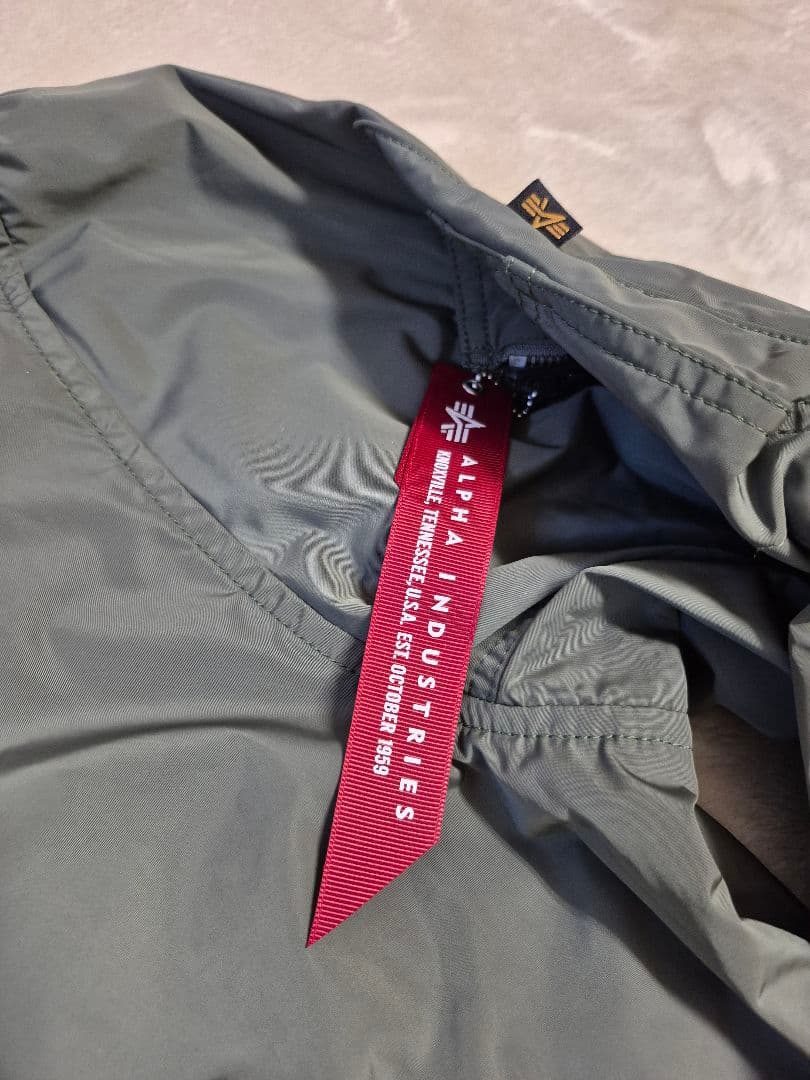 ALPHA INDUSTRIES
KNOXVILLE, TENNESSEE, U.S.A. EST. OCTOBER 1959